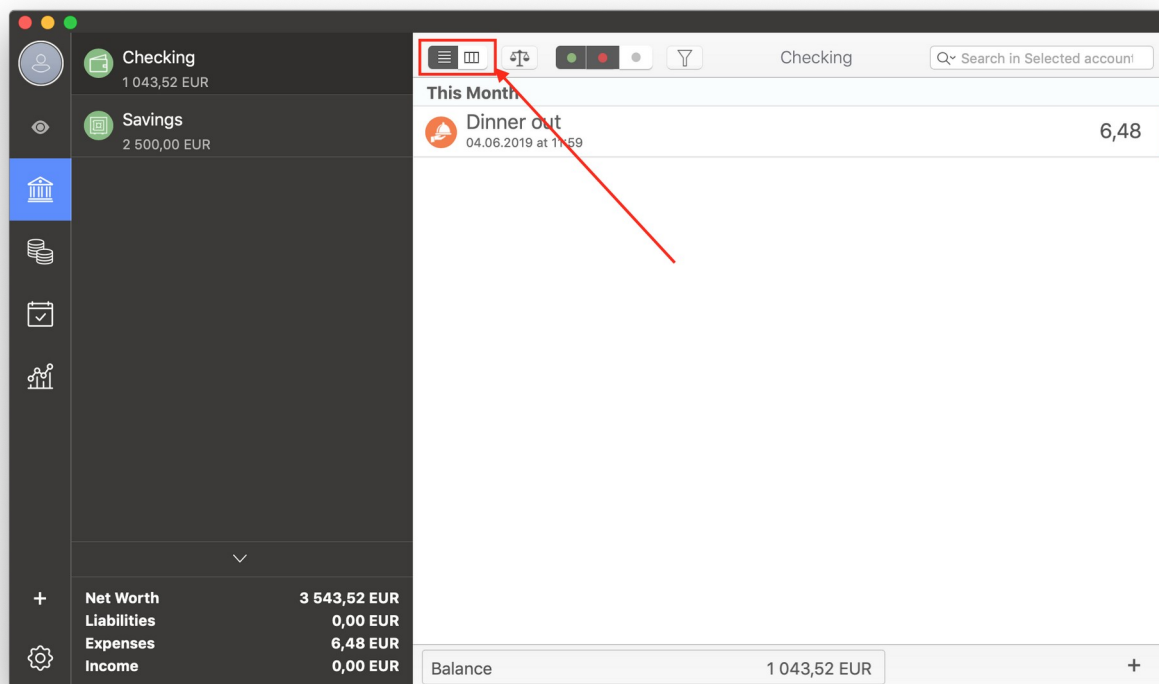 Checking
1 043,52 EUR
Savings
2 500,00 EUR
Net Worth 3 543,52 EUR
Liabilities 0,00 EUR
Expenses 6,48 EUR
Income 0,00 EUR
Checking
Search in Selected account
This Month
Dinner out
04.06.2019 at 11:59
6,48
Balance 1 043,52 EUR